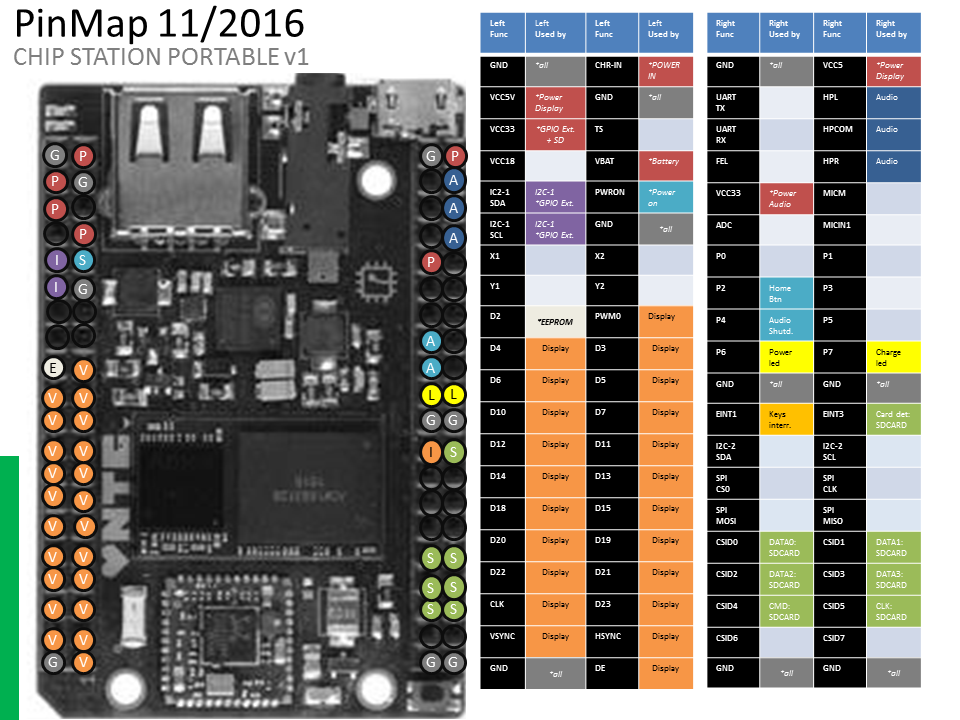 PinMap 11/2016
CHIP STATION PORTABLE v1
Left Func Left Used by Left Func Left Used by
GND *all CHR-IN *POWER IN
VCC5V *Power Display GND *all
VCC33 *GPIO Ext. + SD TS
VCC18 VBAT *Battery
IC2-1 SDA I2C-1 *GPIO Ext. PWRON *Power on
I2C-1 SCL I2C-1 *GPIO Ext. GND *all
X1 X2
Y1 Y2
D2 *EEPROM PWM0 Display
D4 Display D3 Display
D6 Display D5 Display
D10 Display D7 Display
D12 Display D11 Display
D14 Display D13 Display
D18 Display D15 Display
D20 Display D19 Display
D22 Display D21 Display
CLK Display D23 Display
VSYNC Display HSYNC Display
GND *all DE Display
Right Func Right Used by Right Func Right Used by
GND *all VCC5 *Power Display
UART TX HPL Audio
UART RX HPCOM Audio
FEL HPR Audio
VCC33 *Power Audio MICM
ADC MICIN1
P0 P1
P2 Home Btn P3
P4 Audio Shutd. P5
P6 Power led P7 Charge led
GND *all GND *all
EINT1 Keys interr. EINT3 Card det: SDCARD
I2C-2 SDA I2C-2 SCL
SPI CS0 SPI CLK
SPI MOSI SPI MISO
CSID0 DATA0: SDCARD CSID1 DATA1: SDCARD
CSID2 DATA2: SDCARD CSID3 DATA3: SDCARD
CSID4 CMD: SDCARD CSID5 CLK: SDCARD
CSID6 CSID7
GND *all GND *all
G P
P G
P
P
I S
I G
E V
V V
V V
V V
V V
V V
V V
V V
V V
V V
V V
G V
G P
A
A
A
P
A
A
L L
G G
I S
S S
S S
S S
G G